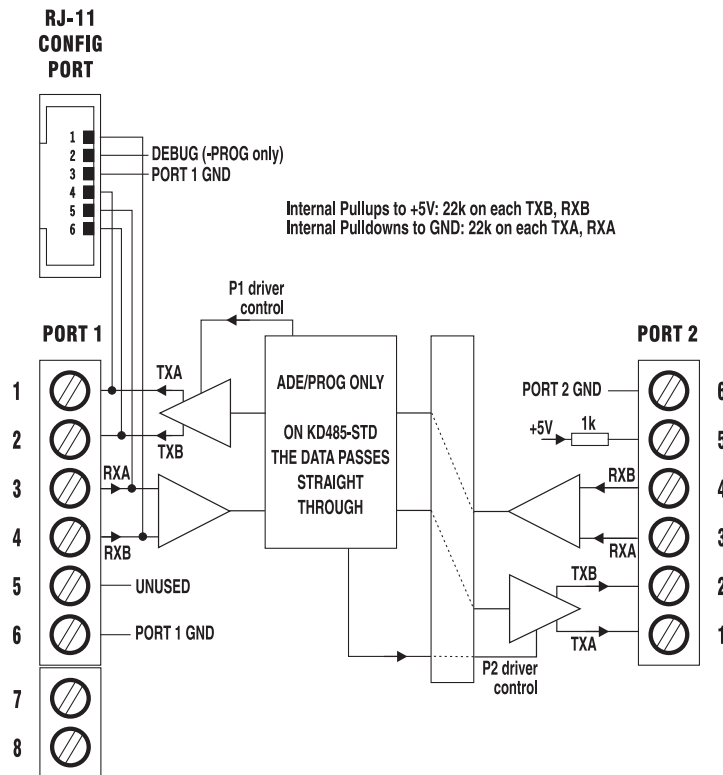 RJ-11
CONFIG
PORT
1
2
3
4
5
6
DEBUG (-PROG only)
PORT 1 GND
Internal Pullups to +5V: 22k on each TXB, RXB
Internal Pulldowns to GND: 22k on each TXA, RXA
P1 driver
control
PORT 1
1
2
3
4
5
6
7
8
TXA
TXB
RXA
RXB
UNUSED
PORT 1 GND
ADE/PROG ONLY
ON KD485-STD
THE DATA PASSES
STRAIGHT
THROUGH
P2 driver
control
PORT 2
PORT 2 GND
+5V
1k
RXB
RXA
TXB
TXA
6
5
4
3
2
1